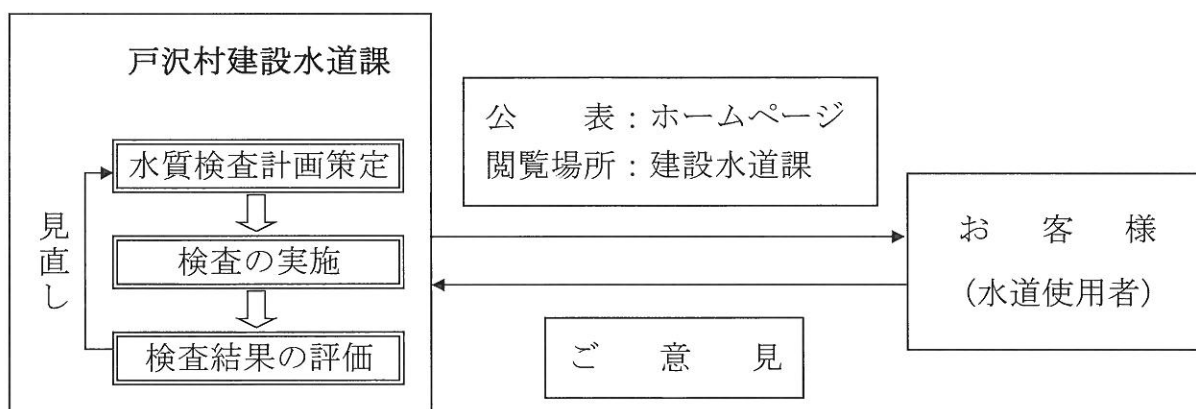 戸沢村建設水道課
水質検査計画策定
検査の実施
検査結果の評価
見直し
公　　表：ホームページ
閲覧場所：建設水道課
お　客　様
（水道使用者）
ご　意　見